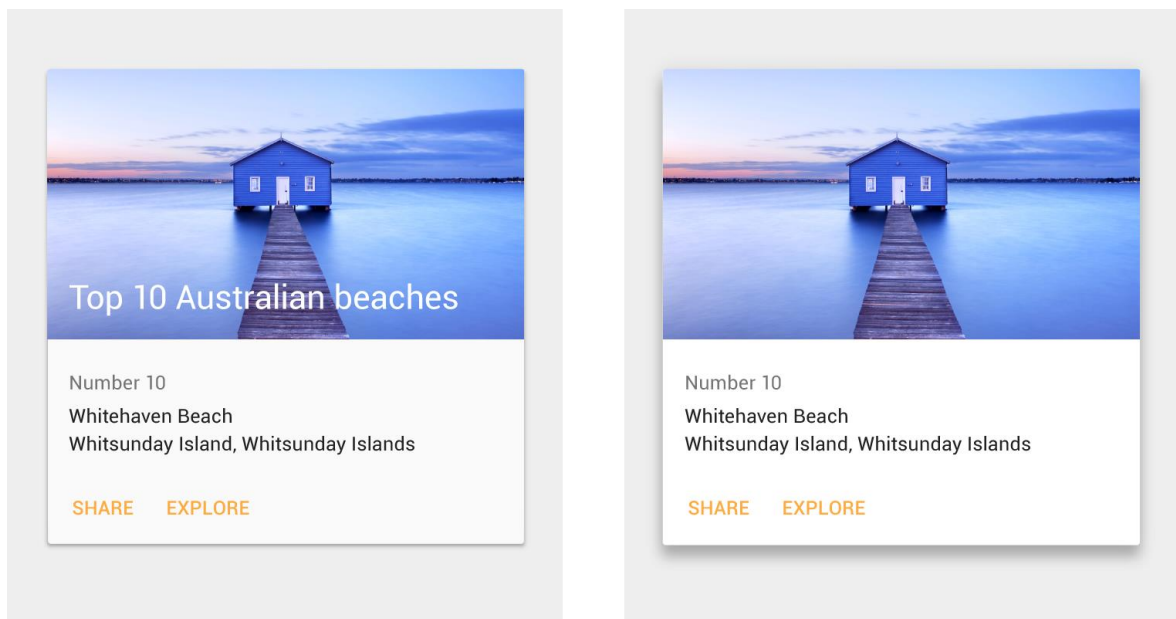 Top 10 Australian beaches
Number 10
Whitehaven Beach
Whitsunday Island, Whitsunday Islands
SHARE EXPLORE
Number 10
Whitehaven Beach
Whitsunday Island, Whitsunday Islands
SHARE EXPLORE